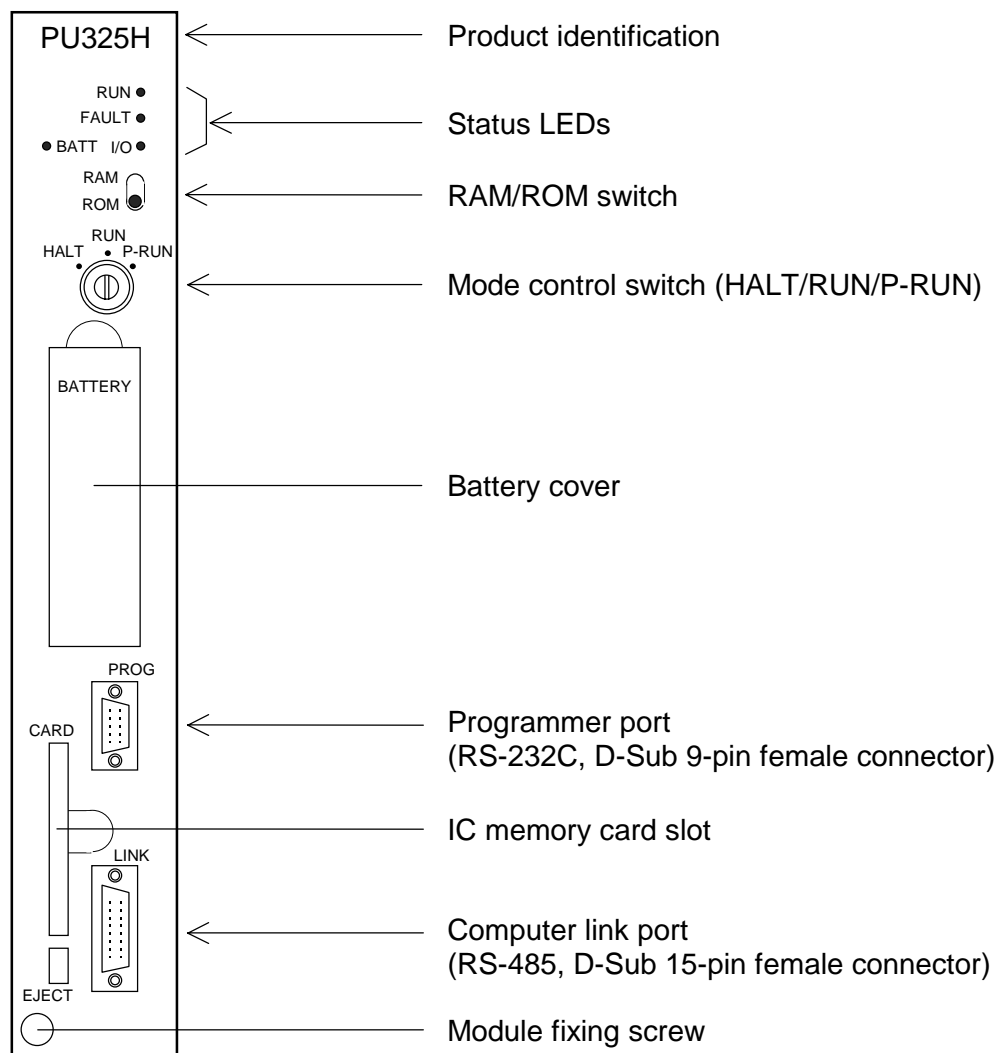 PU325H
Product identification
RUN
FAULT
BATT I/O
Status LEDs
RAM
ROM
RAM/ROM switch
RUN
HALT P-RUN
Mode control switch (HALT/RUN/P-RUN)
BATTERY
Battery cover
PROG
Programmer port
(RS-232C, D-Sub 9-pin female connector)
CARD
IC memory card slot
LINK
Computer link port
(RS-485, D-Sub 15-pin female connector)
EJECT
Module fixing screw